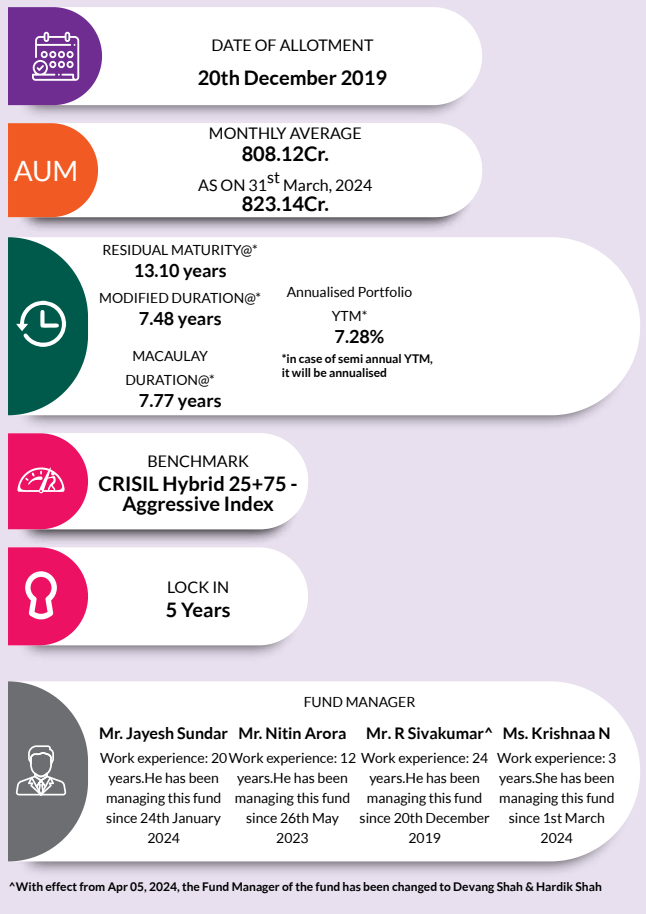 DATE OF ALLOTMENT
20th December 2019
AUM
MONTHLY AVERAGE
808.12Cr.
AS ON 31st March, 2024
823.14Cr.
RESIDUAL MATURITY@*
13.10 years
MODIFIED DURATION@*
7.48 years
MACAULAY
DURATION@*
7.77 years
Annualised Portfolio
YTM*
7.28%
*in case of semi annual YTM,
it will be annualised
BENCHMARK
CRISIL Hybrid 25+75 -
Aggressive Index
LOCK IN
5 Years
FUND MANAGER
Mr. Jayesh Sundar
Work experience: 20
years.He has been
managing this fund
since 24th January
2024
Mr. Nitin Arora
Work experience: 12
years.He has been
managing this fund
since 26th May
2023
Mr. R Sivakumar^
Work experience: 24
years.He has been
managing this fund
since 20th December
2019
Ms. Krishnaa N
Work experience: 3
years.She has been
managing this fund
since 1st March
2024
^With effect from Apr 05, 2024, the Fund Manager of the fund has been changed to Devang Shah & Hardik Shah